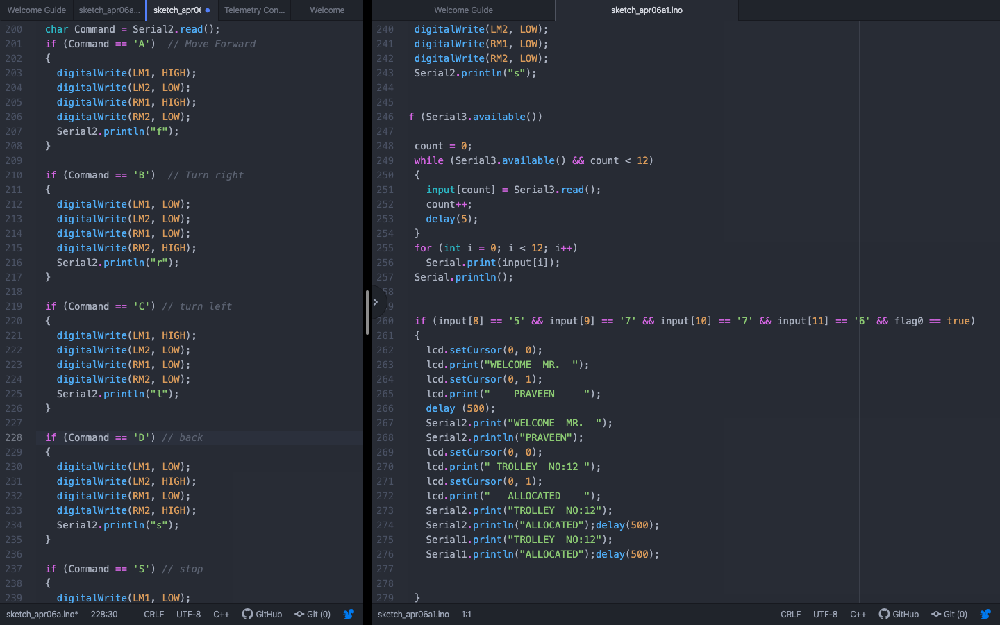 Welcome Guide
sketch_apr06a...
sketch_apr06
Telemetry Con...
Welcome
200 char Command = Serial2.read();
201 if (Command == 'A')  // Move Forward
202 {
203 digitalWrite(LM1, HIGH);
204 digitalWrite(LM2, LOW);
205 digitalWrite(RM1, HIGH);
206 digitalWrite(RM2, LOW);
207 Serial2.println("f");
208 }
209
210 if (Command == 'B')  // Turn right
211 {
212 digitalWrite(LM1, LOW);
213 digitalWrite(LM2, LOW);
214 digitalWrite(RM1, LOW);
215 digitalWrite(RM2, HIGH);
216 Serial2.println("r");
217 }
218
219 if (Command == 'C') // turn left
220 {
221 digitalWrite(LM1, HIGH);
222 digitalWrite(LM2, LOW);
223 digitalWrite(RM1, LOW);
224 digitalWrite(RM2, LOW);
225 Serial2.println("l");
226 }
227
228 if (Command == 'D') // back
229 {
230 digitalWrite(LM1, LOW);
231 digitalWrite(LM2, HIGH);
232 digitalWrite(RM1, LOW);
233 digitalWrite(RM2, HIGH);
234 Serial2.println("s");
235 }
236
237 if (Command == 'S') // stop
238 {
239 digitalWrite(LM1, LOW);
sketch_apr06a.ino* 228:30 CRLF UTF-8 C++ GitHub Git (0)
Welcome Guide
sketch_apr06a1.ino
240 digitalWrite(LM2, LOW);
241 digitalWrite(RM1, LOW);
242 digitalWrite(RM2, LOW);
243 Serial2.println("s");
244
245
246 if (Serial3.available())
247
248 count = 0;
249 while (Serial3.available() && count < 12)
250 {
251 input[count] = Serial3.read();
252 count++;
253 delay(5);
254 }
255 for (int i = 0; i < 12; i++)
256 Serial.print(input[i]);
257 Serial.println();
58
9
260 if (input[8] == '5' && input[9] == '7' && input[10] == '7' && input[11] == '6' && flag0 == true)
261 {
262 lcd.setCursor(0, 0);
263 lcd.print("WELCOME  MR.  ");
264 lcd.setCursor(0, 1);
265 lcd.print("    PRAVEEN     ");
266 delay (500);
267 Serial2.print("WELCOME  MR.  ");
268 Serial2.println("PRAVEEN");
269 lcd.setCursor(0, 0);
270 lcd.print(" TROLLEY  NO:12 ");
271 lcd.setCursor(0, 1);
272 lcd.print("   ALLOCATED    ");
273 Serial2.print("TROLLEY  NO:12");
274 Serial2.println("ALLOCATED");delay(500);
275 Serial1.print("TROLLEY  NO:12");
276 Serial1.println("ALLOCATED");delay(500);
277
278
279 }
sketch_apr06a1.ino 1:1 CRLF UTF-8 C++ GitHub Git (0)